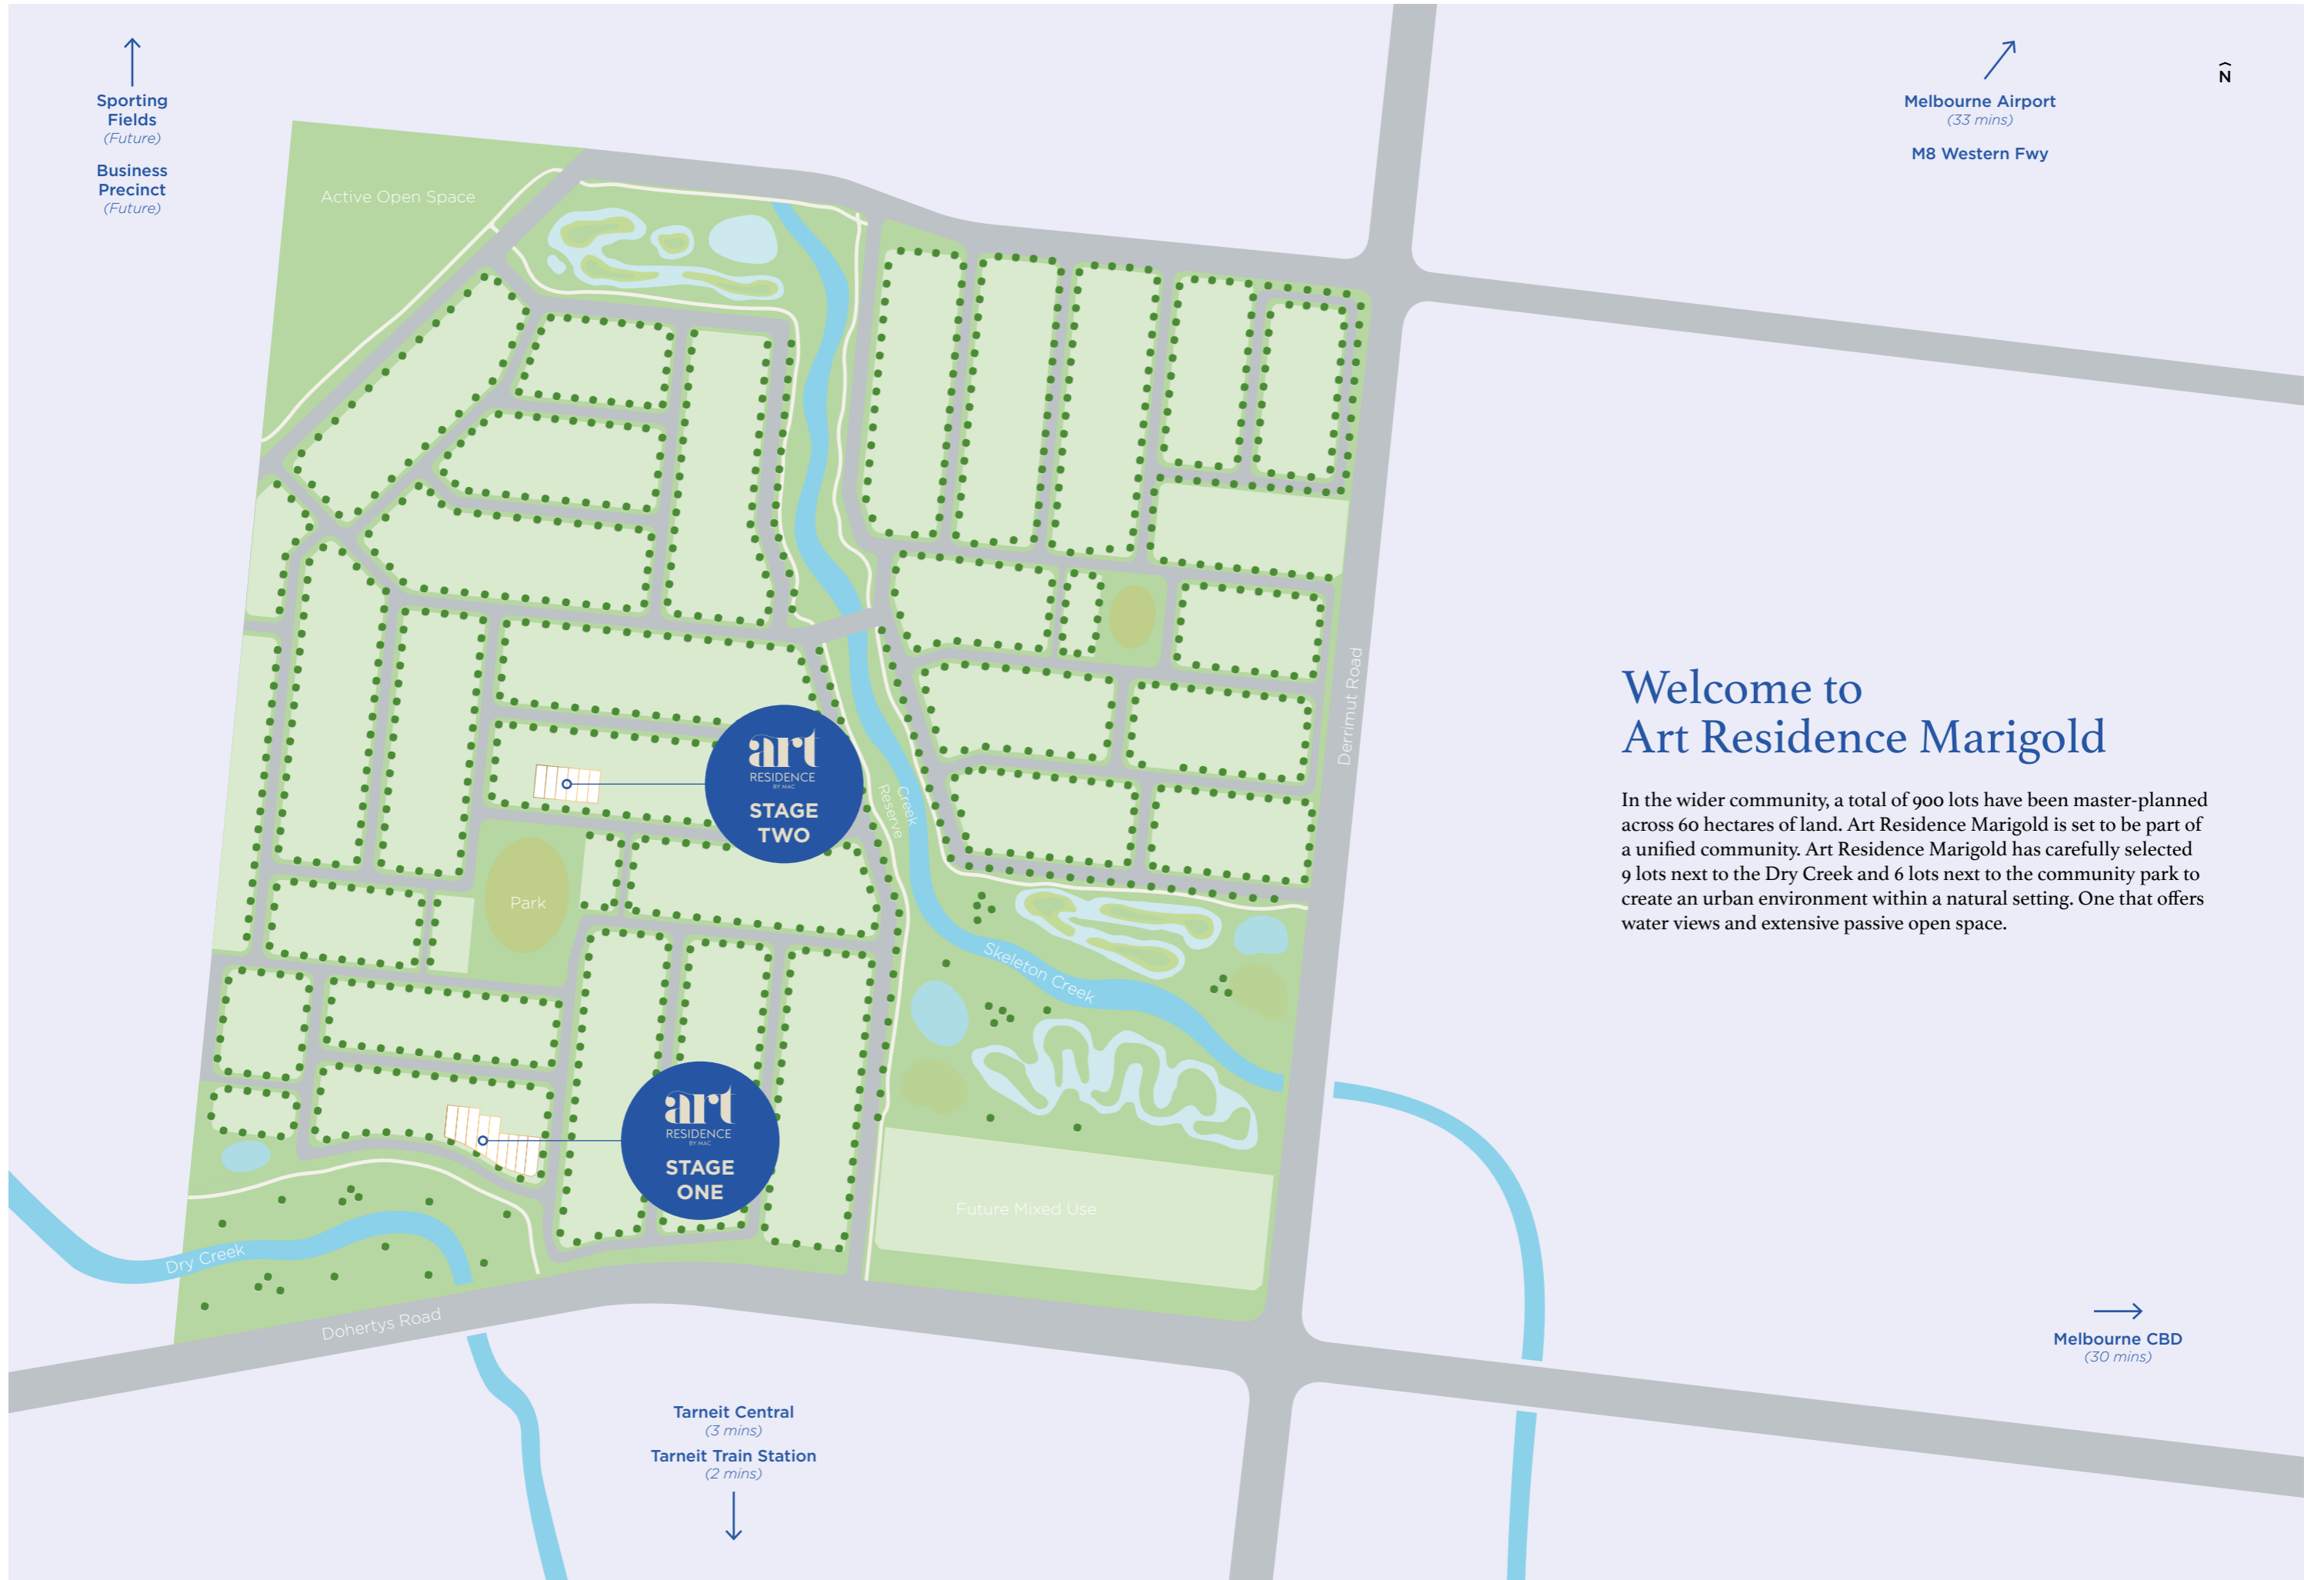 Sporting
Fields
(Future)
Business
Precinct
(Future)
Melbourne Airport
(33 mins)
M8 Western Fwy
N
Active Open Space
Derrimut Road
Welcome to
Art Residence Marigold
In the wider community, a total of 900 lots have been master-planned
across 60 hectares of land. Art Residence Marigold is set to be part of
a unified community. Art Residence Marigold has carefully selected
9 lots next to the Dry Creek and 6 lots next to the community park to
create an urban environment within a natural setting. One that offers
water views and extensive passive open space.
art
RESIDENCE
BY MAC
STAGE
TWO
Creek
Reserve
Park
Skeleton Creek
art
RESIDENCE
BY MAC
STAGE
ONE
Future Mixed Use
Dry Creek
Dohertys Road
Melbourne CBD
(30 mins)
Tarneit Central
(3 mins)
Tarneit Train Station
(2 mins)